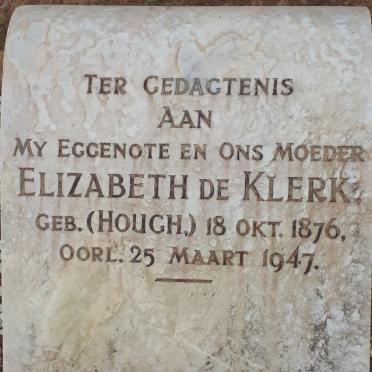 TER GEDAGTENIS
AAN
MY EGGENOTE EN ONS MOEDER
ELIZABETH DE KLERK.
GEB. (HOUGH,) 18 OKT. 1876,
OORL. 25 MAART 1947.